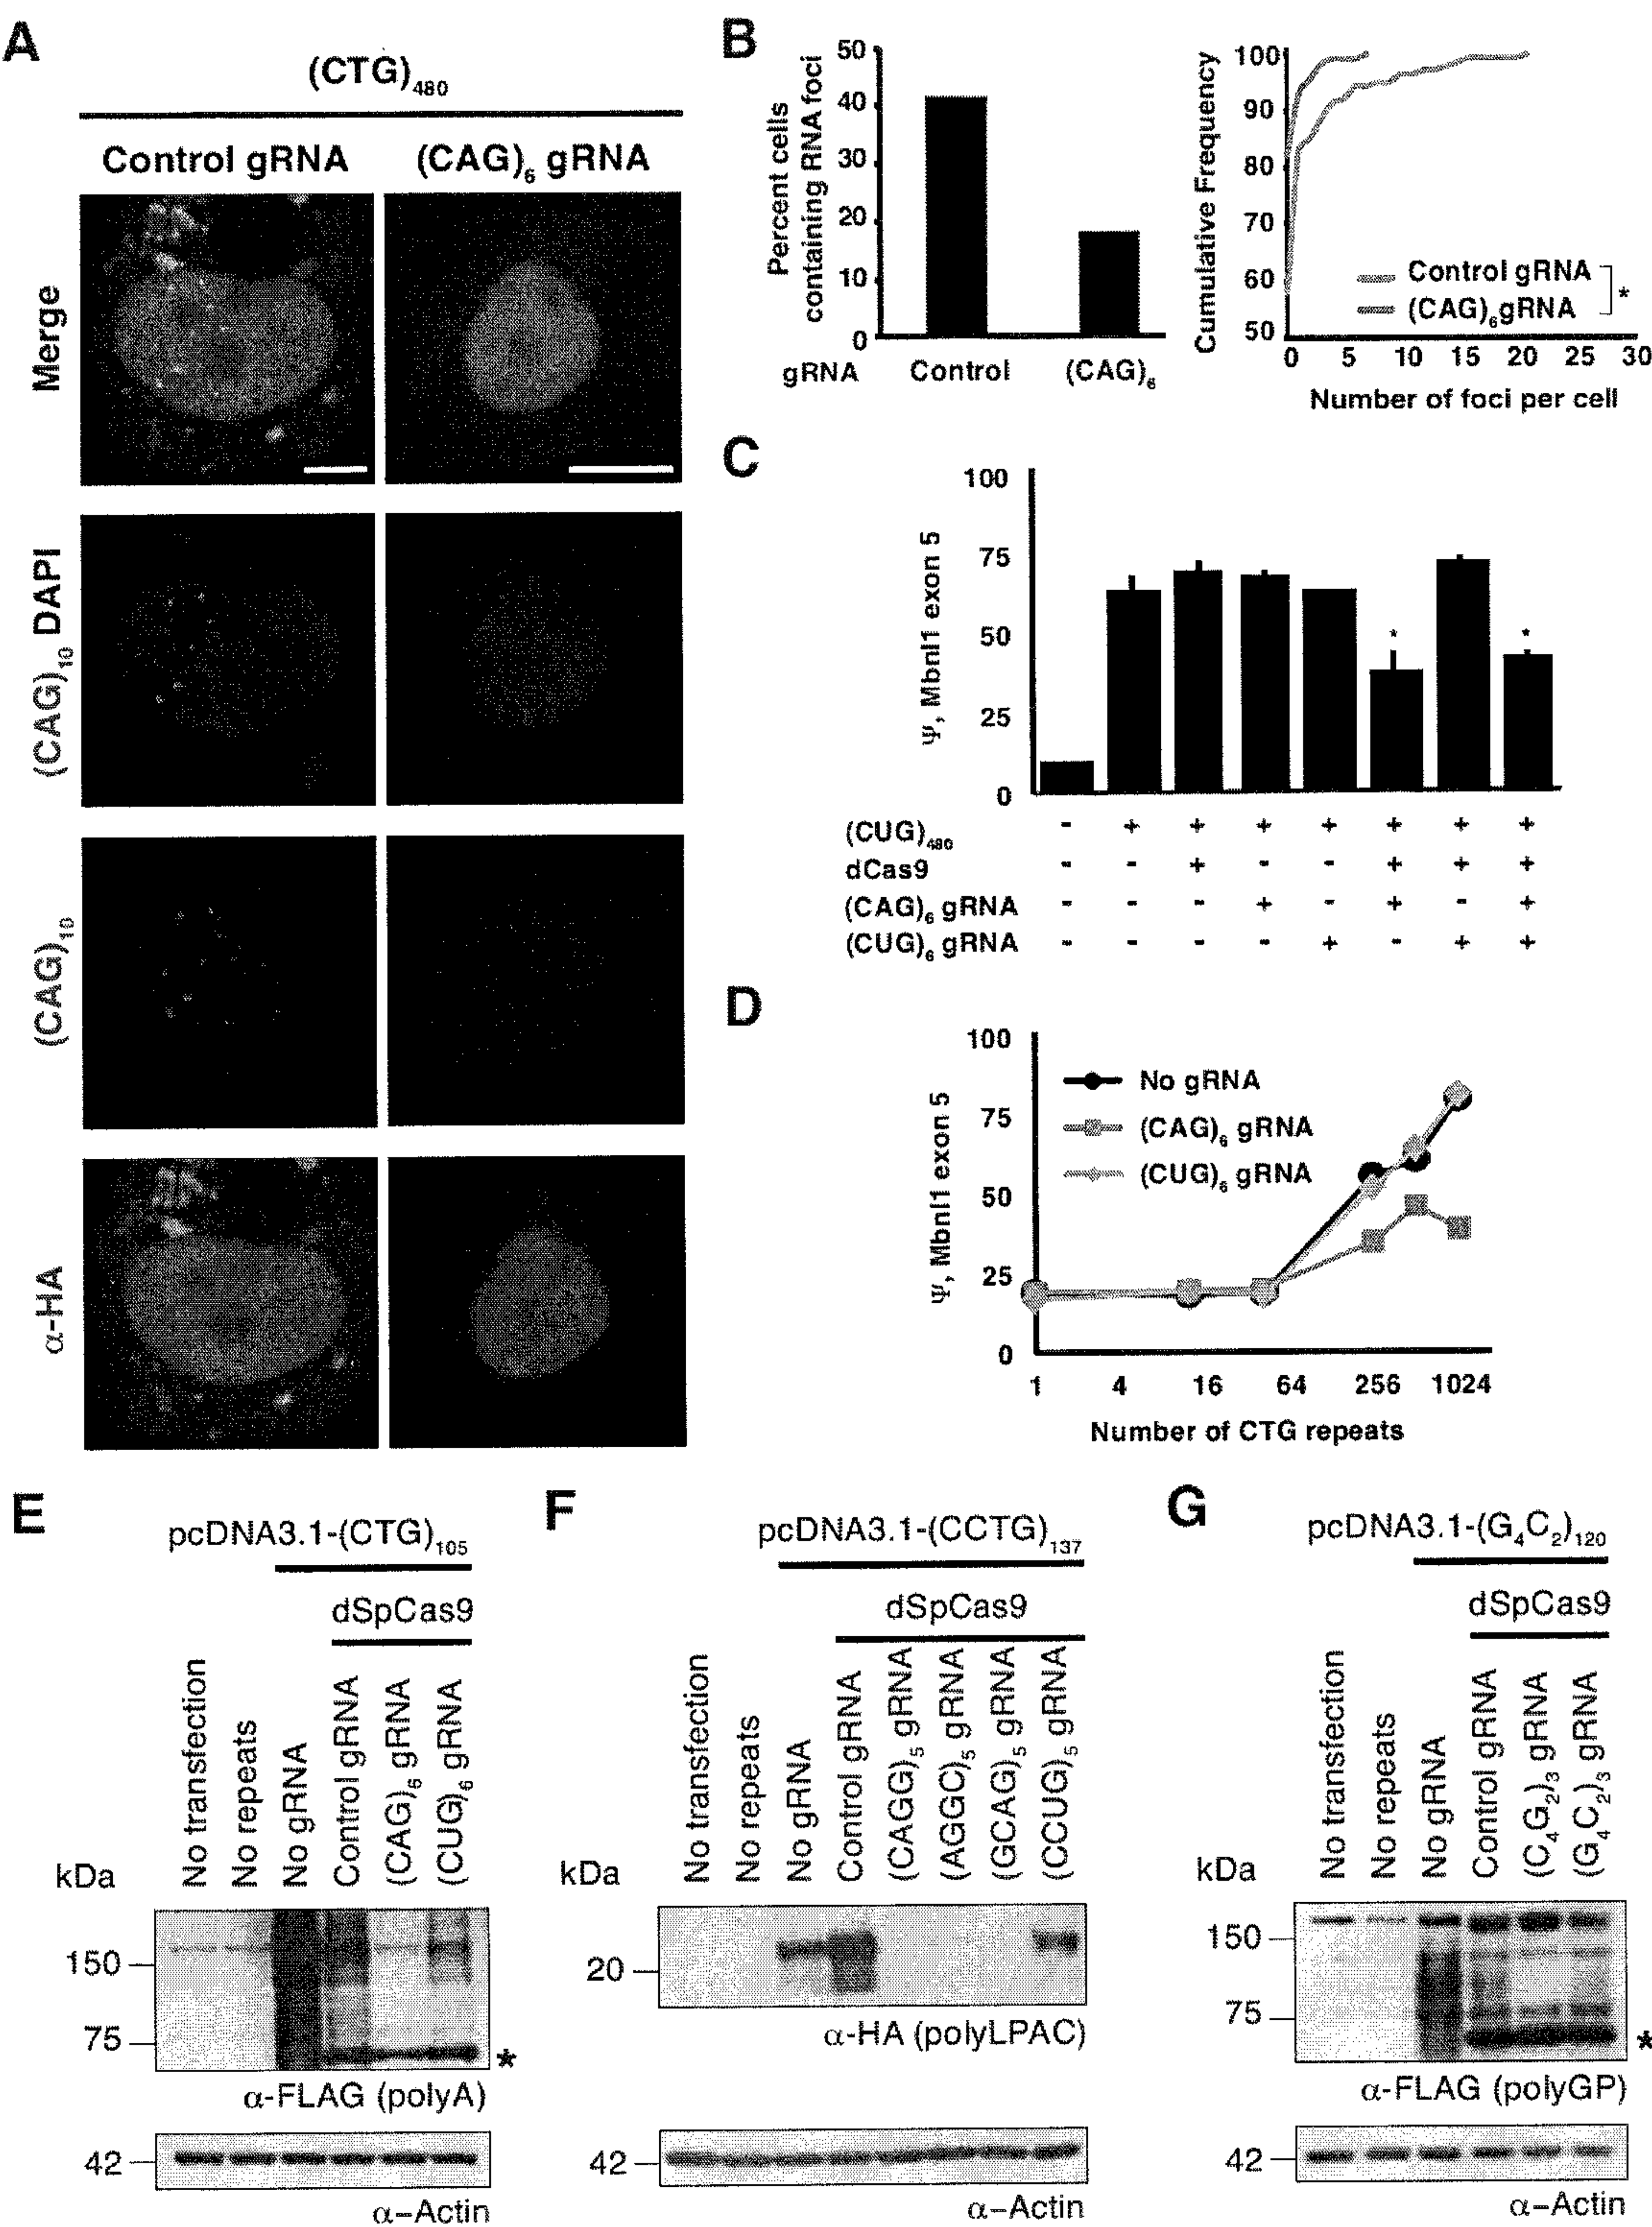 A
(CTG)480
Control gRNA (CAG)6 gRNA
Merge
(CAG)10 DAPI
(CAG)10
α-HA
B
Percent cells
containing RNA foci
50
40
30
20
10
0
gRNA Control (CAG)6
Cumulative Frequency
100
90
80
70
60
50
Control gRNA
(CAG)6gRNA
*
0 5 10 15 20 25 30
Number of foci per cell
C
Ψ, Mbnl1 exon 5
100
75
50
25
0
* *
(CUG)480 - + + + + + + +
dCas9 - - + - - + + +
(CAG)6 gRNA - - - + - + - +
(CUG)6 gRNA - - - - + - + +
D
Ψ, Mbnl1 exon 5
100
75
50
25
0
No gRNA
(CAG)6 gRNA
(CUG)6 gRNA
1 4 16 64 256 1024
Number of CTG repeats
E
pcDNA3.1-(CTG)105
dSpCas9
No transfection
No repeats
No gRNA
Control gRNA
(CAG)6 gRNA
(CUG)6 gRNA
kDa
150
75
*
α-FLAG (polyA)
42
α-Actin
F
pcDNA3.1-(CCTG)137
dSpCas9
No transfection
No repeats
No gRNA
Control gRNA
(CAGG)5 gRNA
(AGGC)5 gRNA
(GCAG)5 gRNA
(CCUG)5 gRNA
kDa
20
α-HA (polyLPAC)
42
α-Actin
G
pcDNA3.1-(G4C2)120
dSpCas9
No transfection
No repeats
No gRNA
Control gRNA
(C4G2)3 gRNA
(G4C2)3 gRNA
kDa
150
75
*
α-FLAG (polyGP)
42
α-Actin